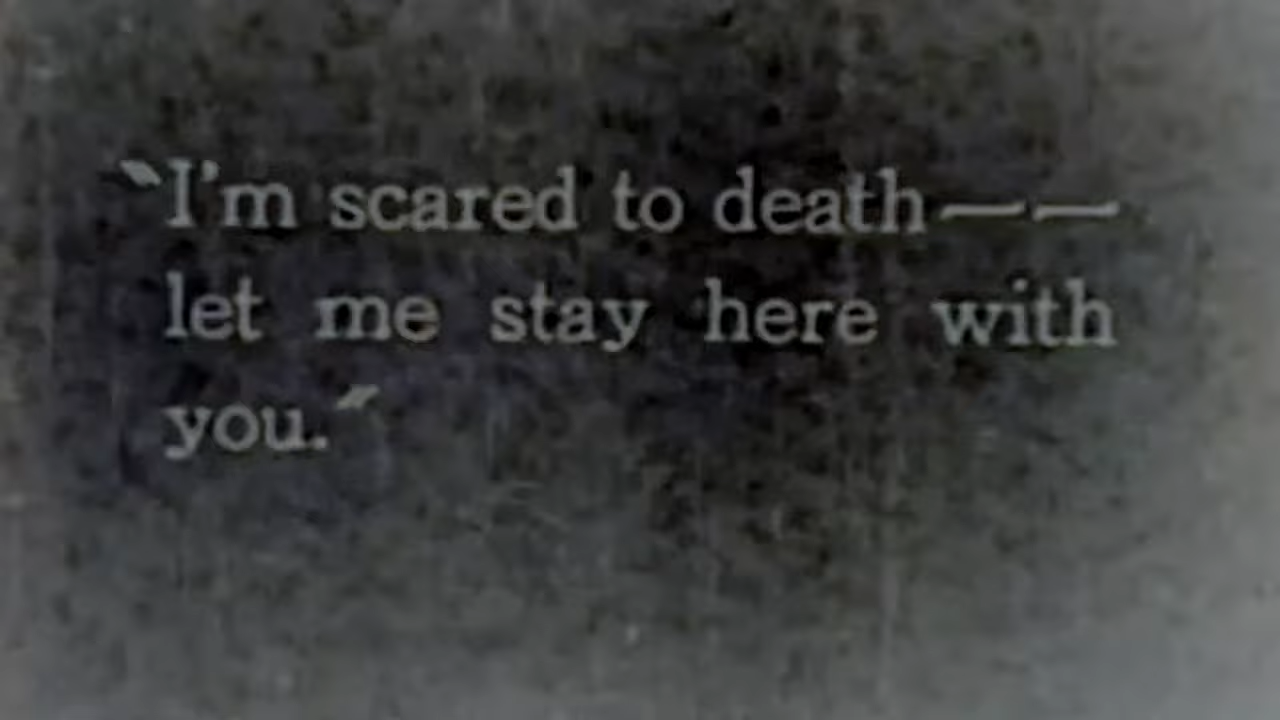 “I'm scared to death——
let me stay here with
you.”